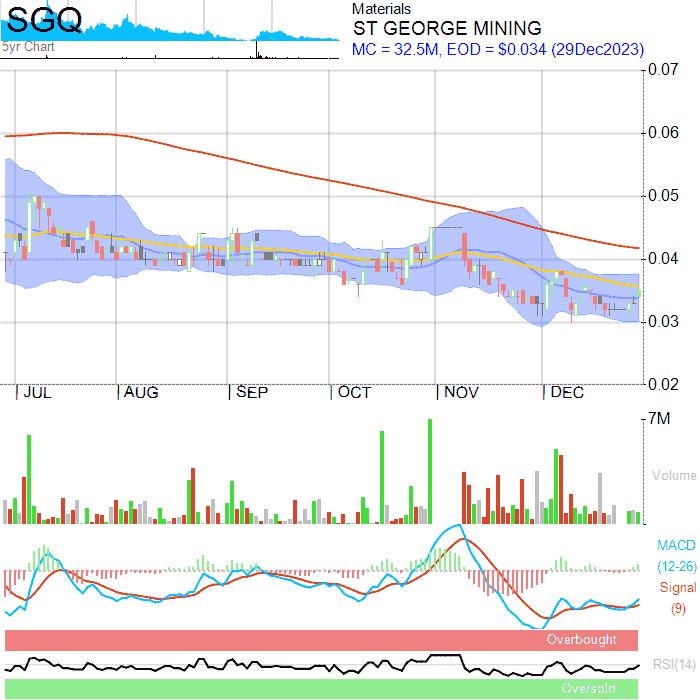 SGQ
5yr Chart
Materials
ST GEORGE MINING
MC = 32.5M, EOD = $0.034 (29Dec2023)
0.07
0.06
0.05
0.04
0.03
0.02
JUL AUG SEP OCT NOV DEC
7M
Volume
MACD
(12-26)
Signal
(9)
Overbought
RSI(14)
Oversold